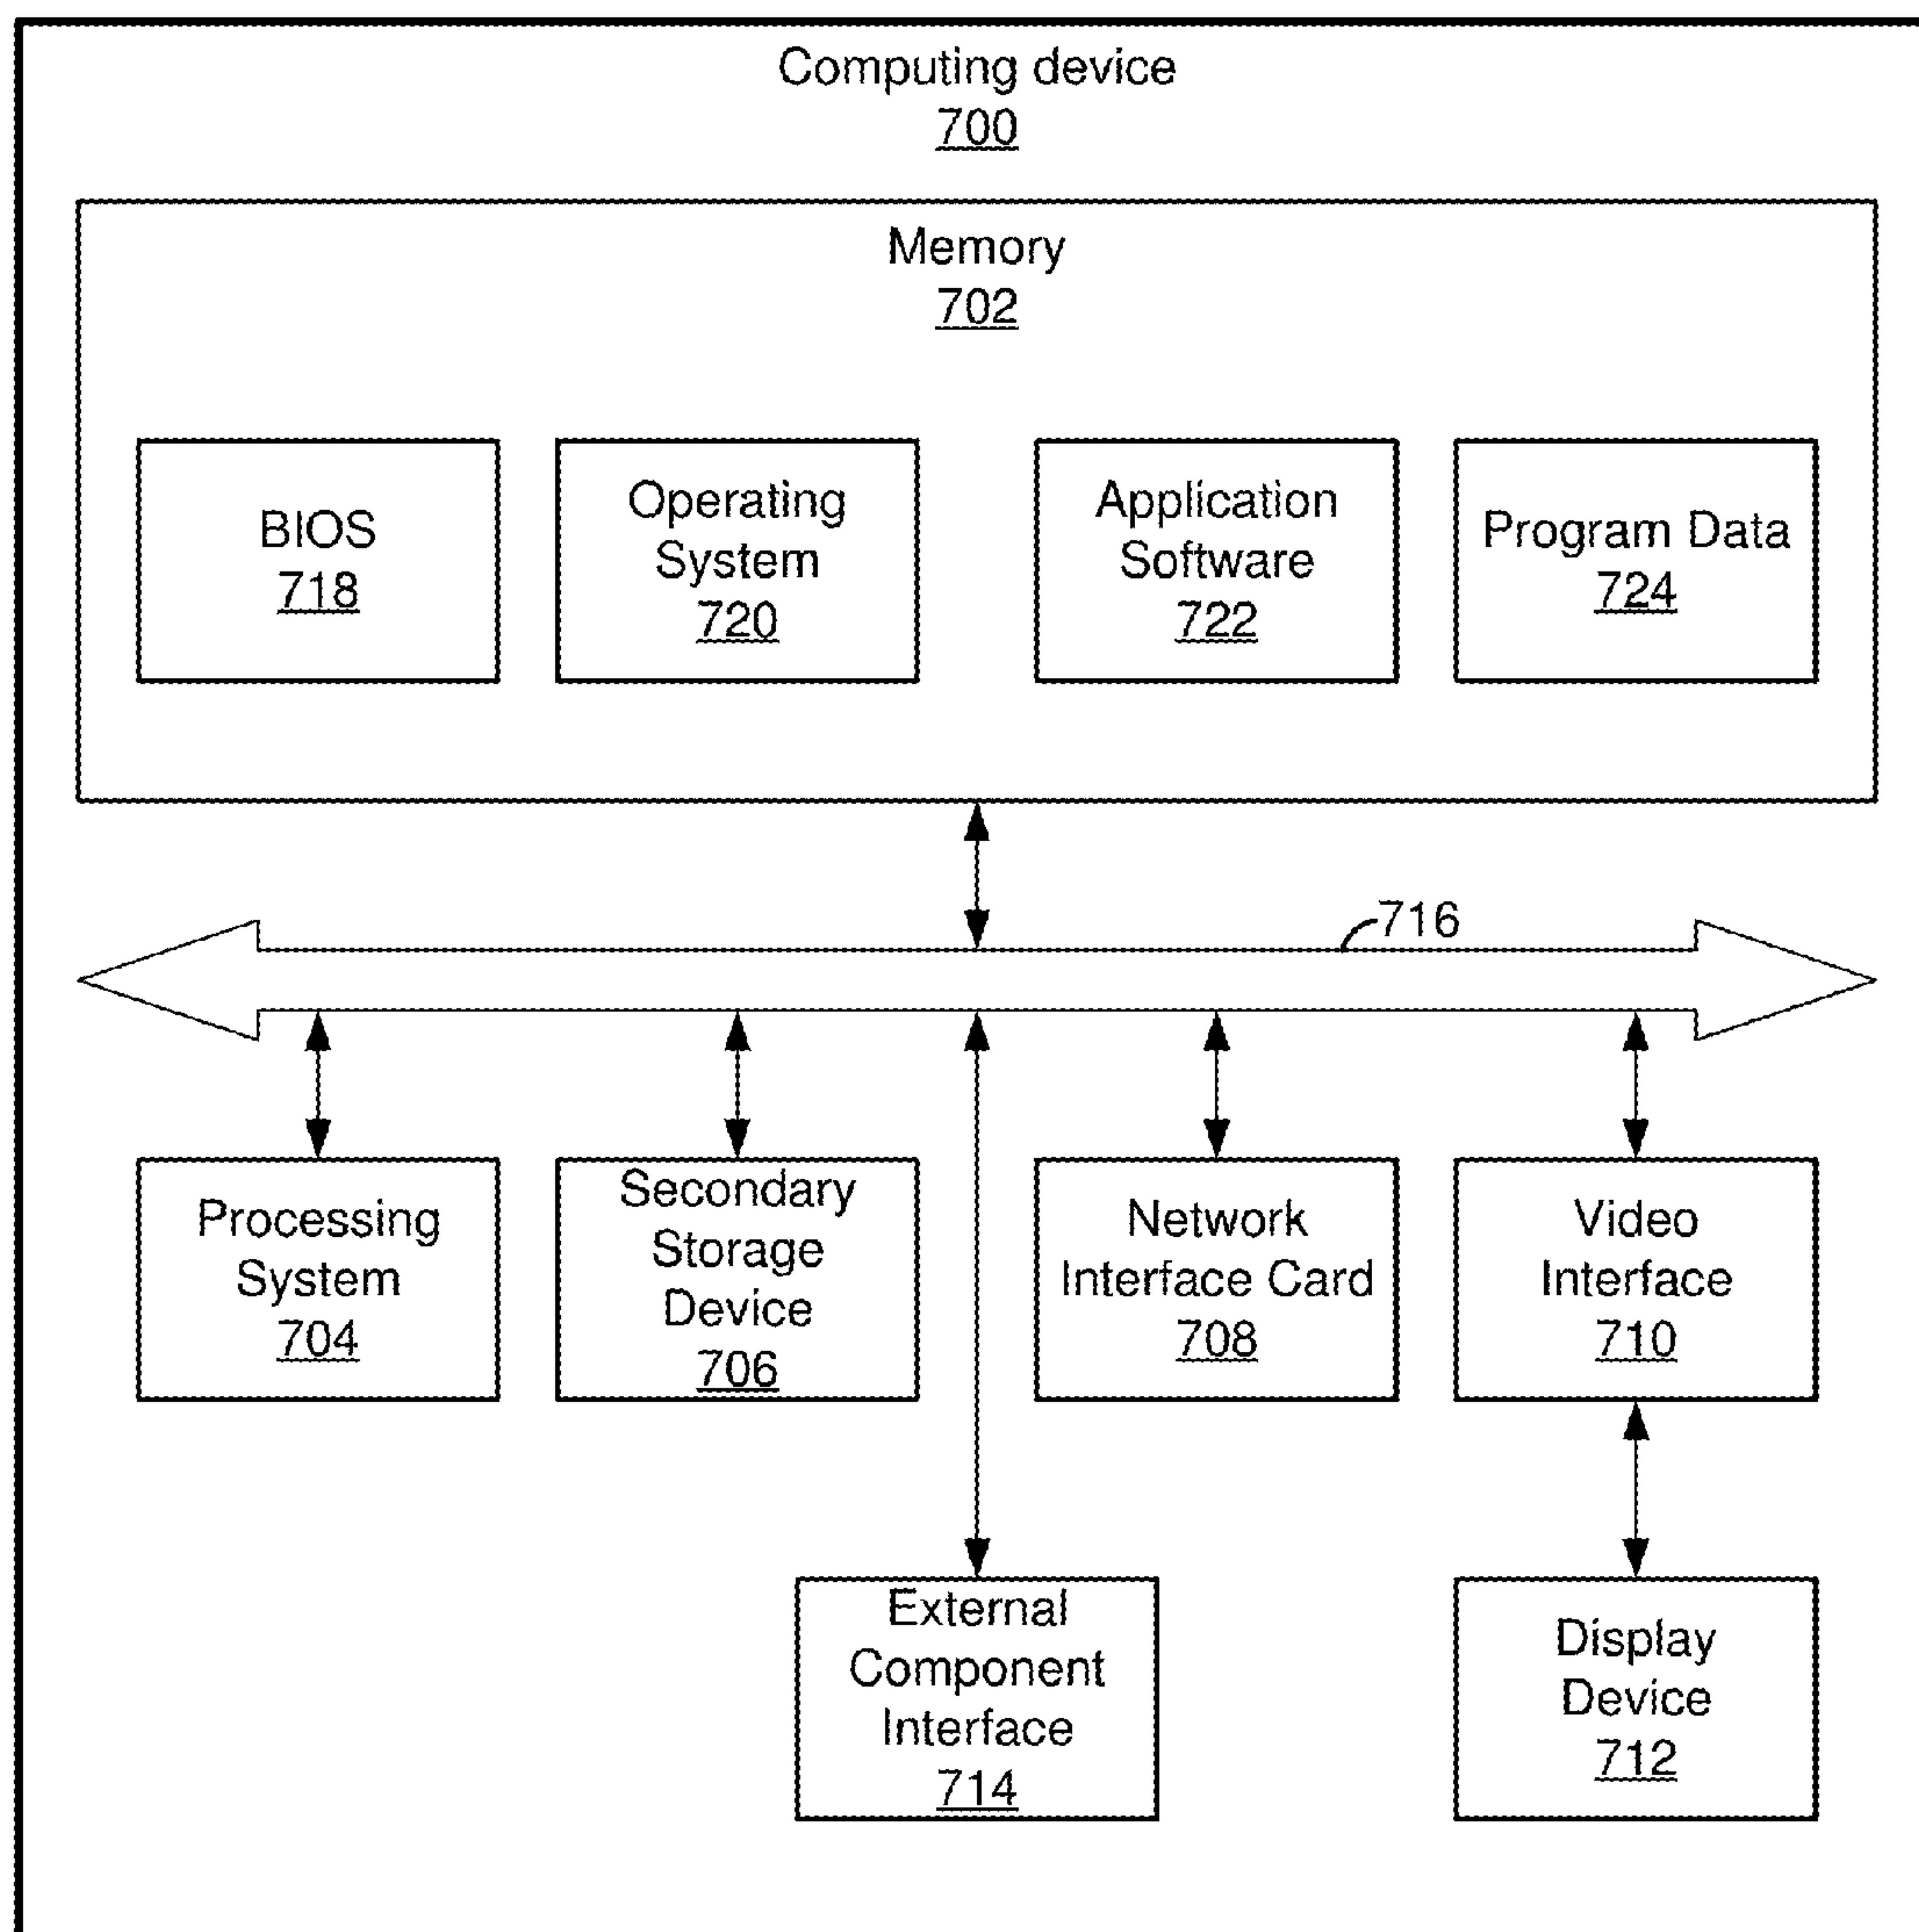 Computing device
700
Memory
702
BIOS
718
Operating
System
720
Application
Software
722
Program Data
724
716
Processing
System
704
Secondary
Storage
Device
706
Network
Interface Card
708
Video
Interface
710
External
Component
Interface
714
Display
Device
712